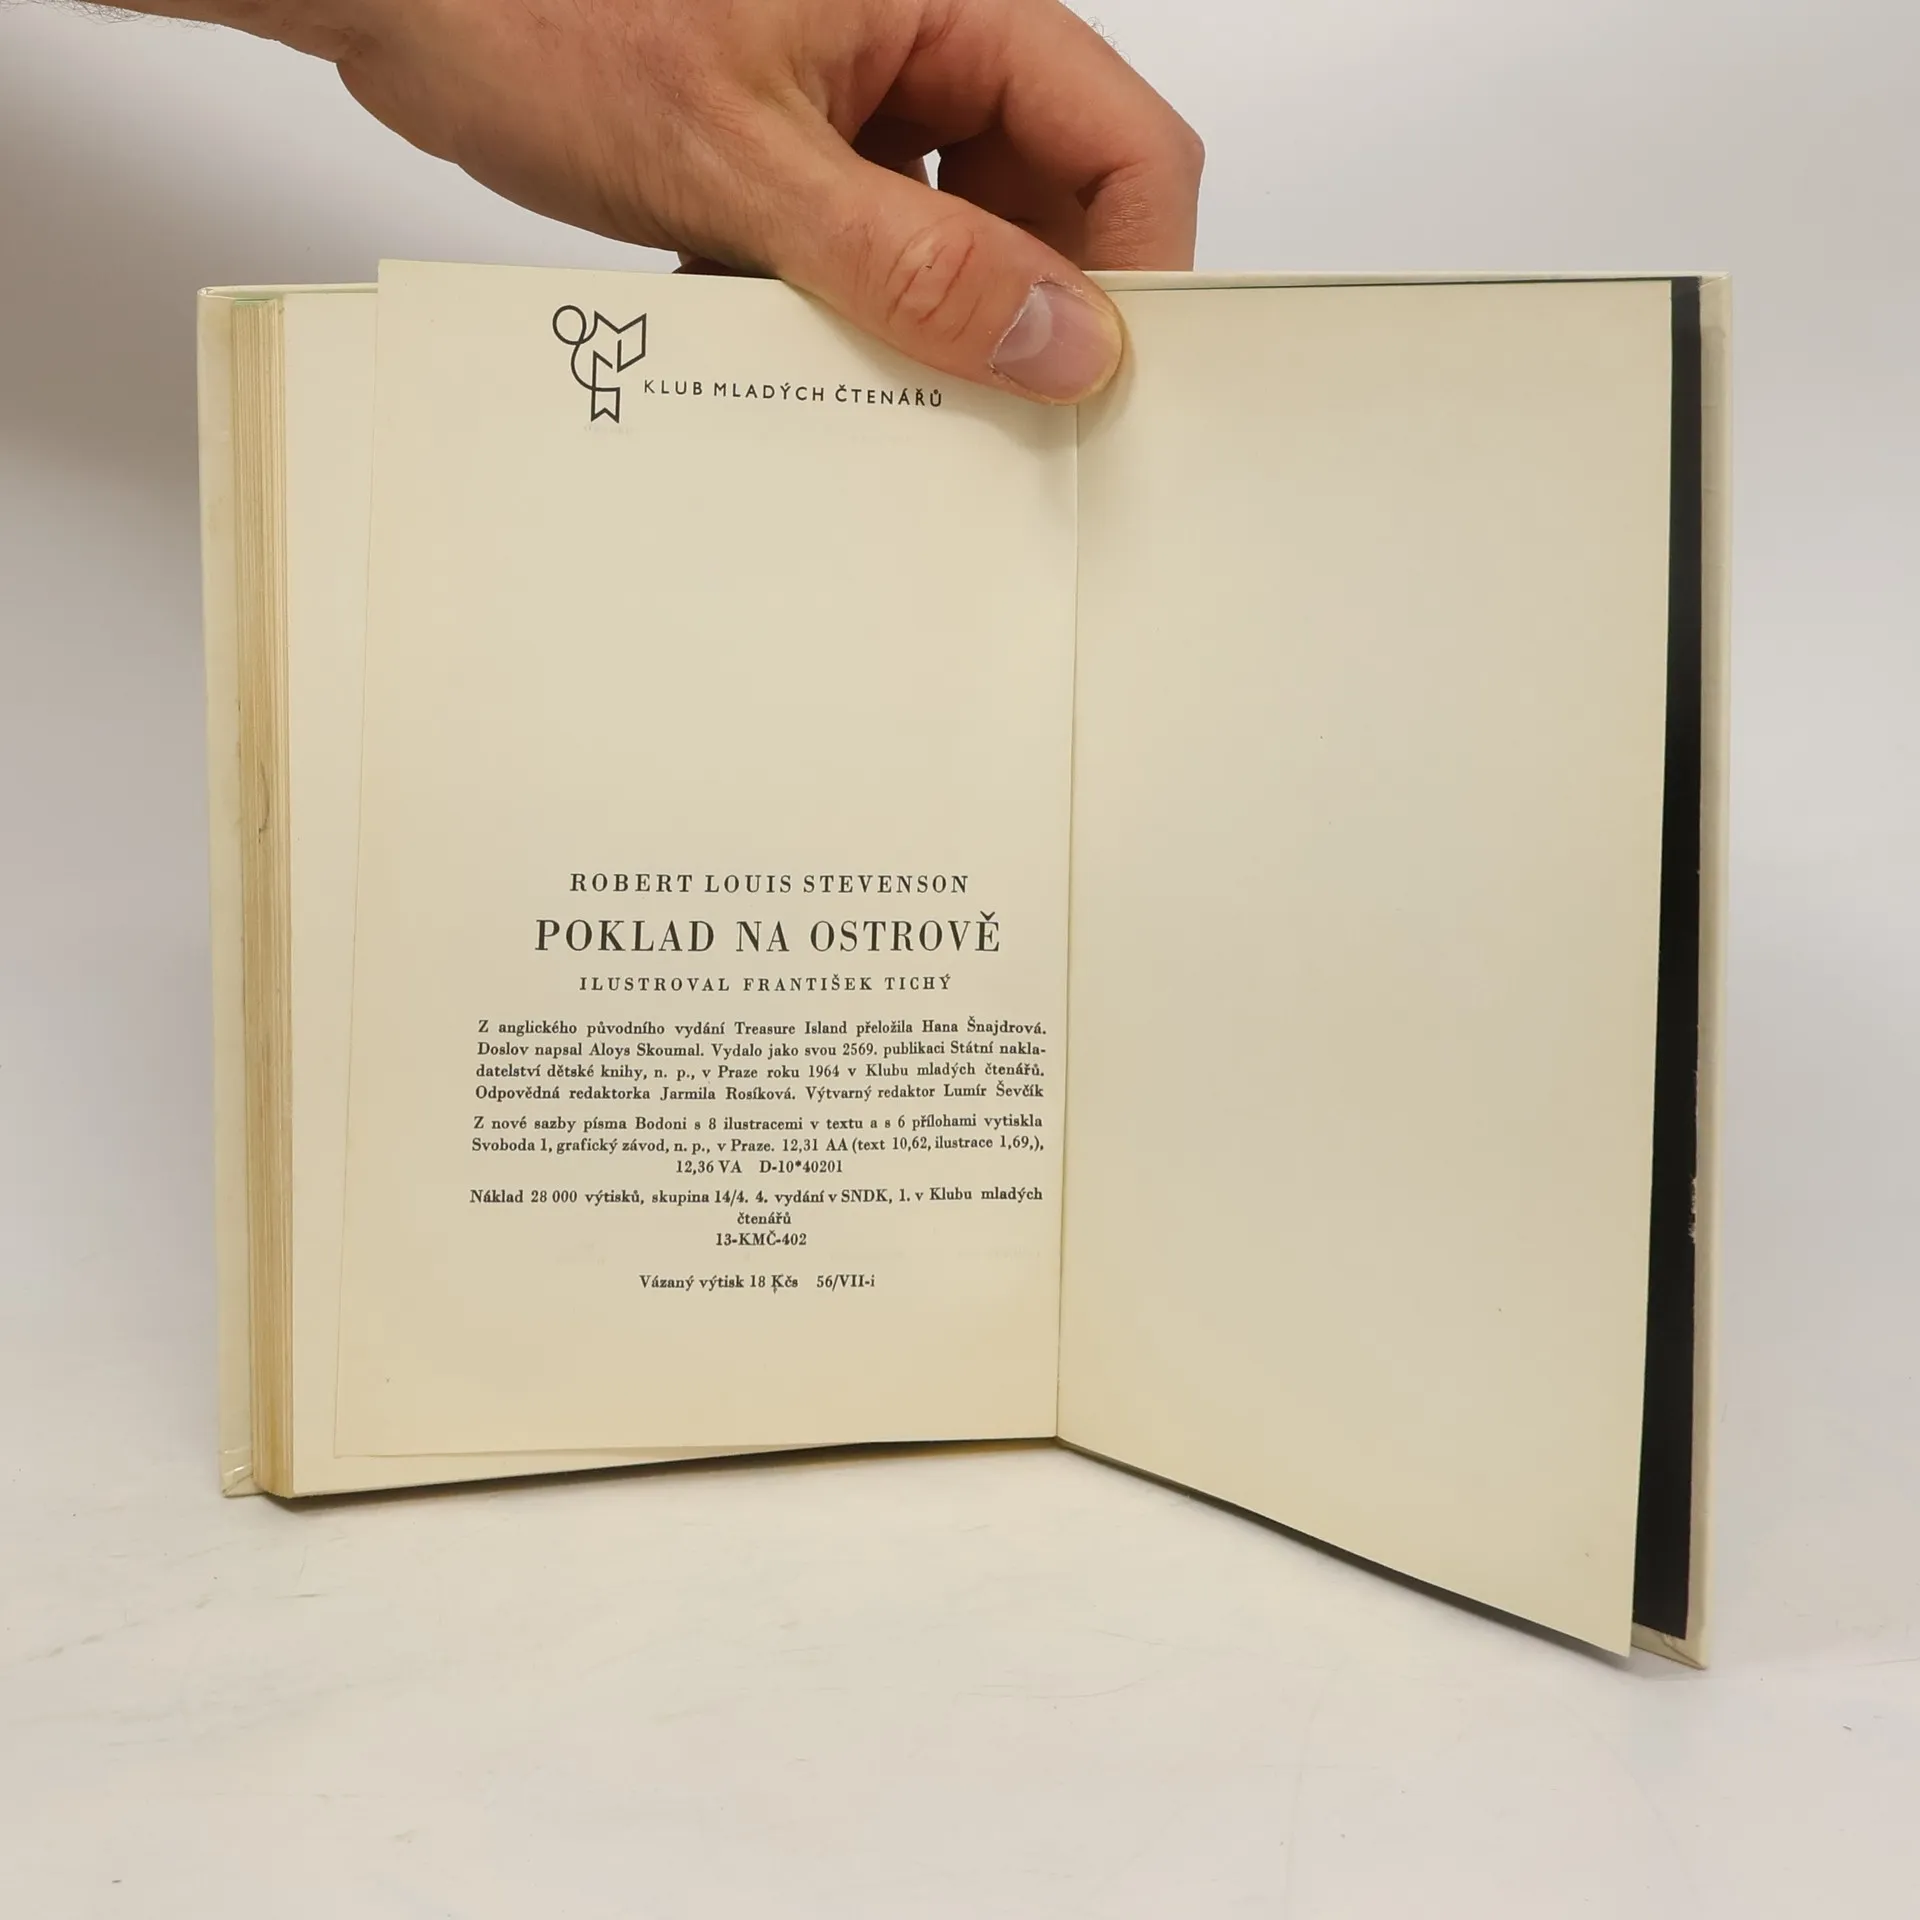 KLUB MLADÝCH ČTENÁŘŮ
ROBERT LOUIS STEVENSON
POKLAD NA OSTROVĚ
ILUSTROVAL FRANTIŠEK TICHÝ
Z anglického původního vydání Treasure Island přeložila Hana Šnajdrová.
Doslov napsal Aloys Skoumal. Vydalo jako svou 2569. publikaci Státní nakla-
datelství dětské knihy, n. p., v Praze roku 1964 v Klubu mladých čtenářů.
Odpovědná redaktorka Jarmila Rosíková. Výtvarný redaktor Lumír Ševčík
Z nové sazby písma Bodoni s 8 ilustracemi v textu a s 6 přílohami vytiskla
Svoboda 1, grafický závod, n. p., v Praze. 12,31 AA (text 10,62, ilustrace 1,69,),
12,36 VA D-10*40201
Náklad 28 000 výtisků, skupina 14/4. 4. vydání v SNDK, 1. v Klubu mladých
čtenářů
13-KMČ-402
Vázaný výtisk 18 Kčs 56/VII-i